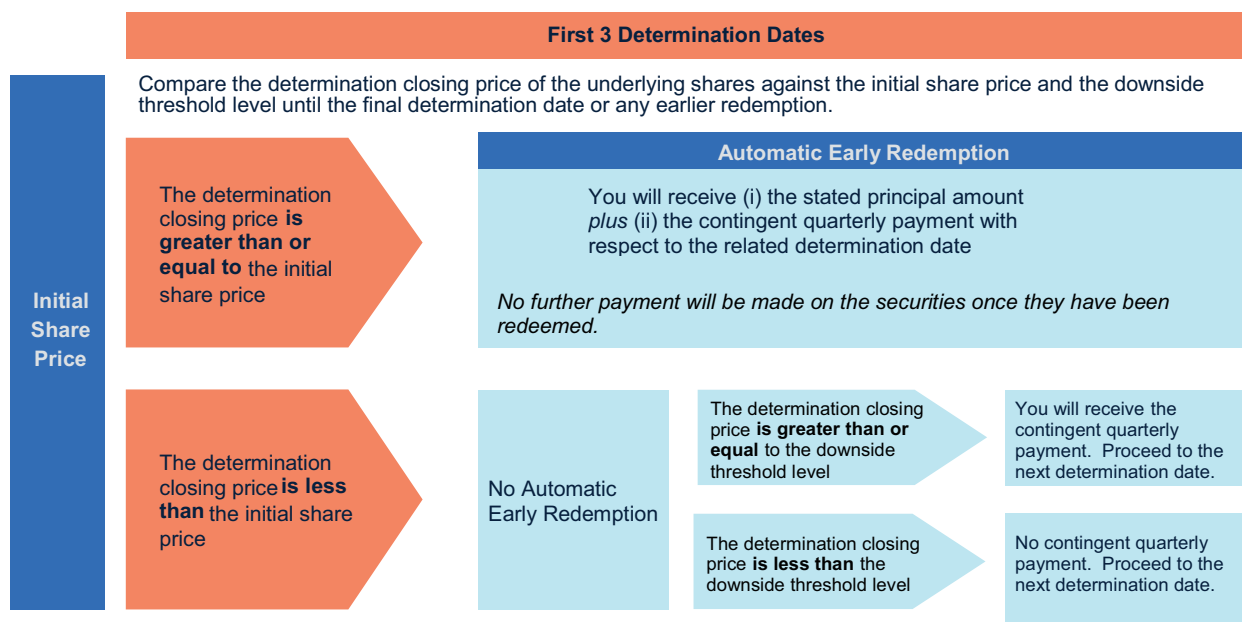 First 3 Determination Dates
Compare the determination closing price of the underlying shares against the initial share price and the downside
threshold level until the final determination date or any earlier redemption.
Initial
Share
Price
The determination
closing price is
greater than or
equal to the initial
share price
Automatic Early Redemption
You will receive (i) the stated principal amount
plus (ii) the contingent quarterly payment with
respect to the related determination date
No further payment will be made on the securities once they have been
redeemed.
The determination
closing price is less
than the initial share
price
No Automatic
Early Redemption
The determination closing
price is greater than or
equal to the downside
threshold level
You will receive the
contingent quarterly
payment. Proceed to the
next determination date.
The determination closing
price is less than the
downside threshold level
No contingent quarterly
payment. Proceed to the
next determination date.